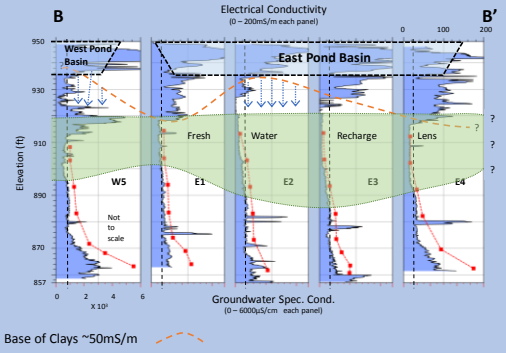 B
Electrical Conductivity
(0 – 200mS/m each panel)
B'
0 100 200
950
930
910
890
870
857
Elevation (ft)
West Pond
Basin
East Pond Basin
Fresh Water Recharge Lens
?
?
?
?
W5 E1 E2 E3 E4
Not
to
scale
0 2 4 6
X 10³
Groundwater Spec. Cond.
(0 – 6000µS/cm each panel)
Base of Clays ~50mS/m